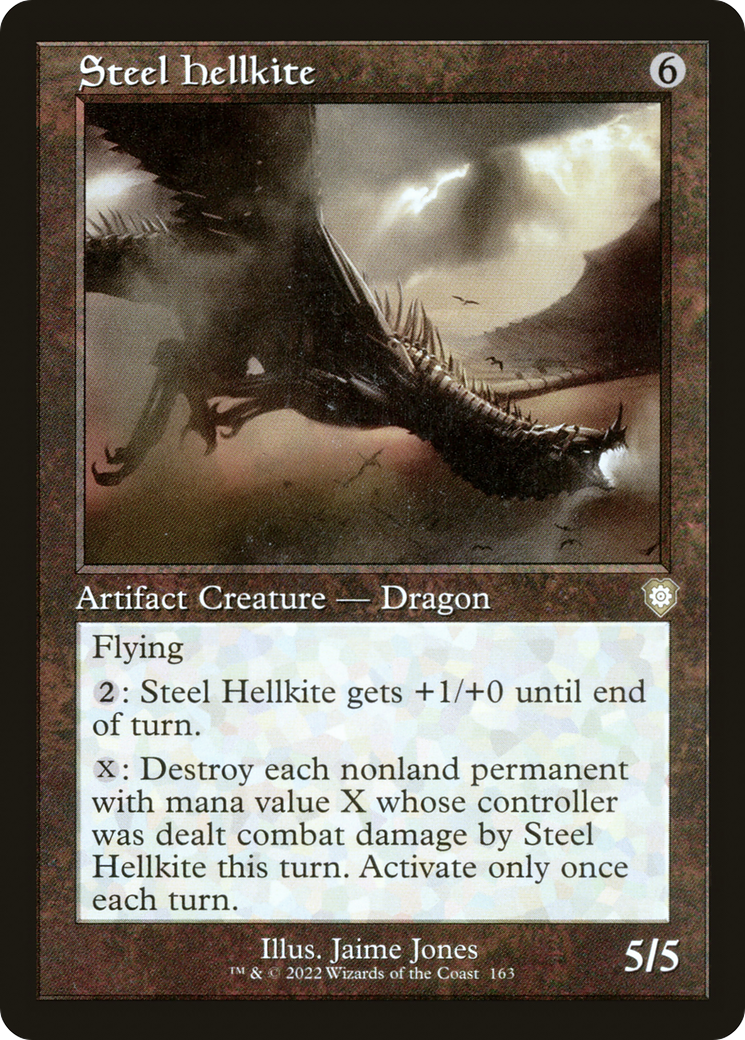 Steel Hellkite 6
Artifact Creature — Dragon
Flying
2: Steel Hellkite gets +1/+0 until end
of turn.
X: Destroy each nonland permanent
with mana value X whose controller
was dealt combat damage by Steel
Hellkite this turn. Activate only once
each turn.
Illus. Jaime Jones
™ & © 2022 Wizards of the Coast 163
5/5